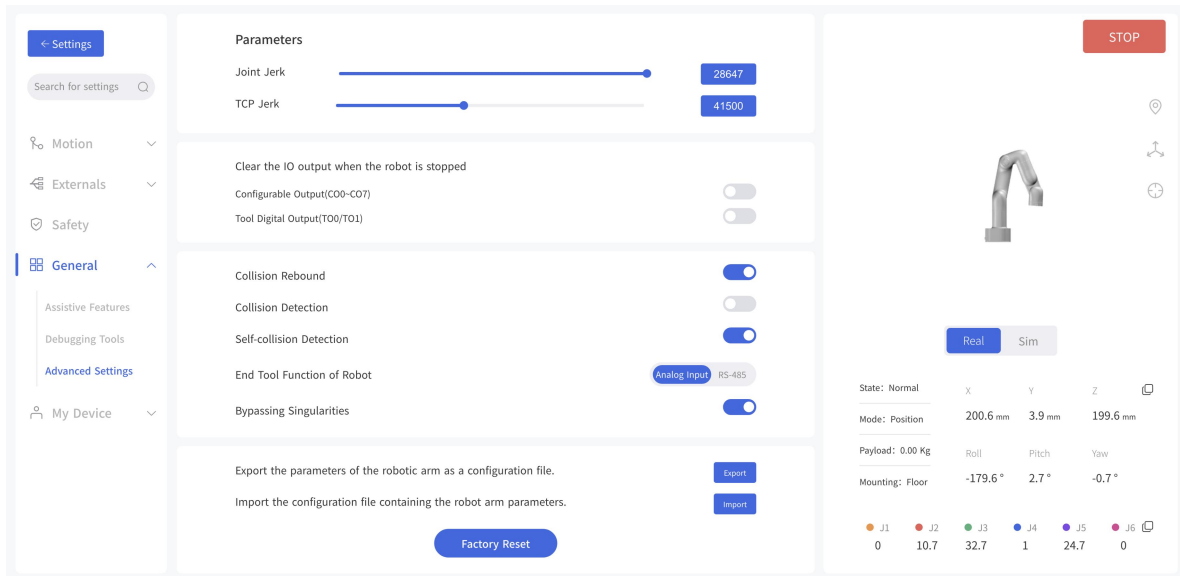 ← Settings
Search for settings
Motion
Externals
Safety
General
Assistive Features
Debugging Tools
Advanced Settings
My Device
Parameters
Joint Jerk 28647
TCP Jerk 41500
Clear the IO output when the robot is stopped
Configurable Output(CO0~CO7)
Tool Digital Output(TO0/TO1)
Collision Rebound
Collision Detection
Self-collision Detection
End Tool Function of Robot Analog Input RS-485
Bypassing Singularities
Export the parameters of the robotic arm as a configuration file. Export
Import the configuration file containing the robot arm parameters. Import
Factory Reset
STOP
Real Sim
State: Normal
Mode: Position
Payload: 0.00 Kg
Mounting: Floor
X Y Z
200.6 mm 3.9 mm 199.6 mm
Roll Pitch Yaw
-179.6 ° 2.7 ° -0.7 °
J1 J2 J3 J4 J5 J6
0 10.7 32.7 1 24.7 0